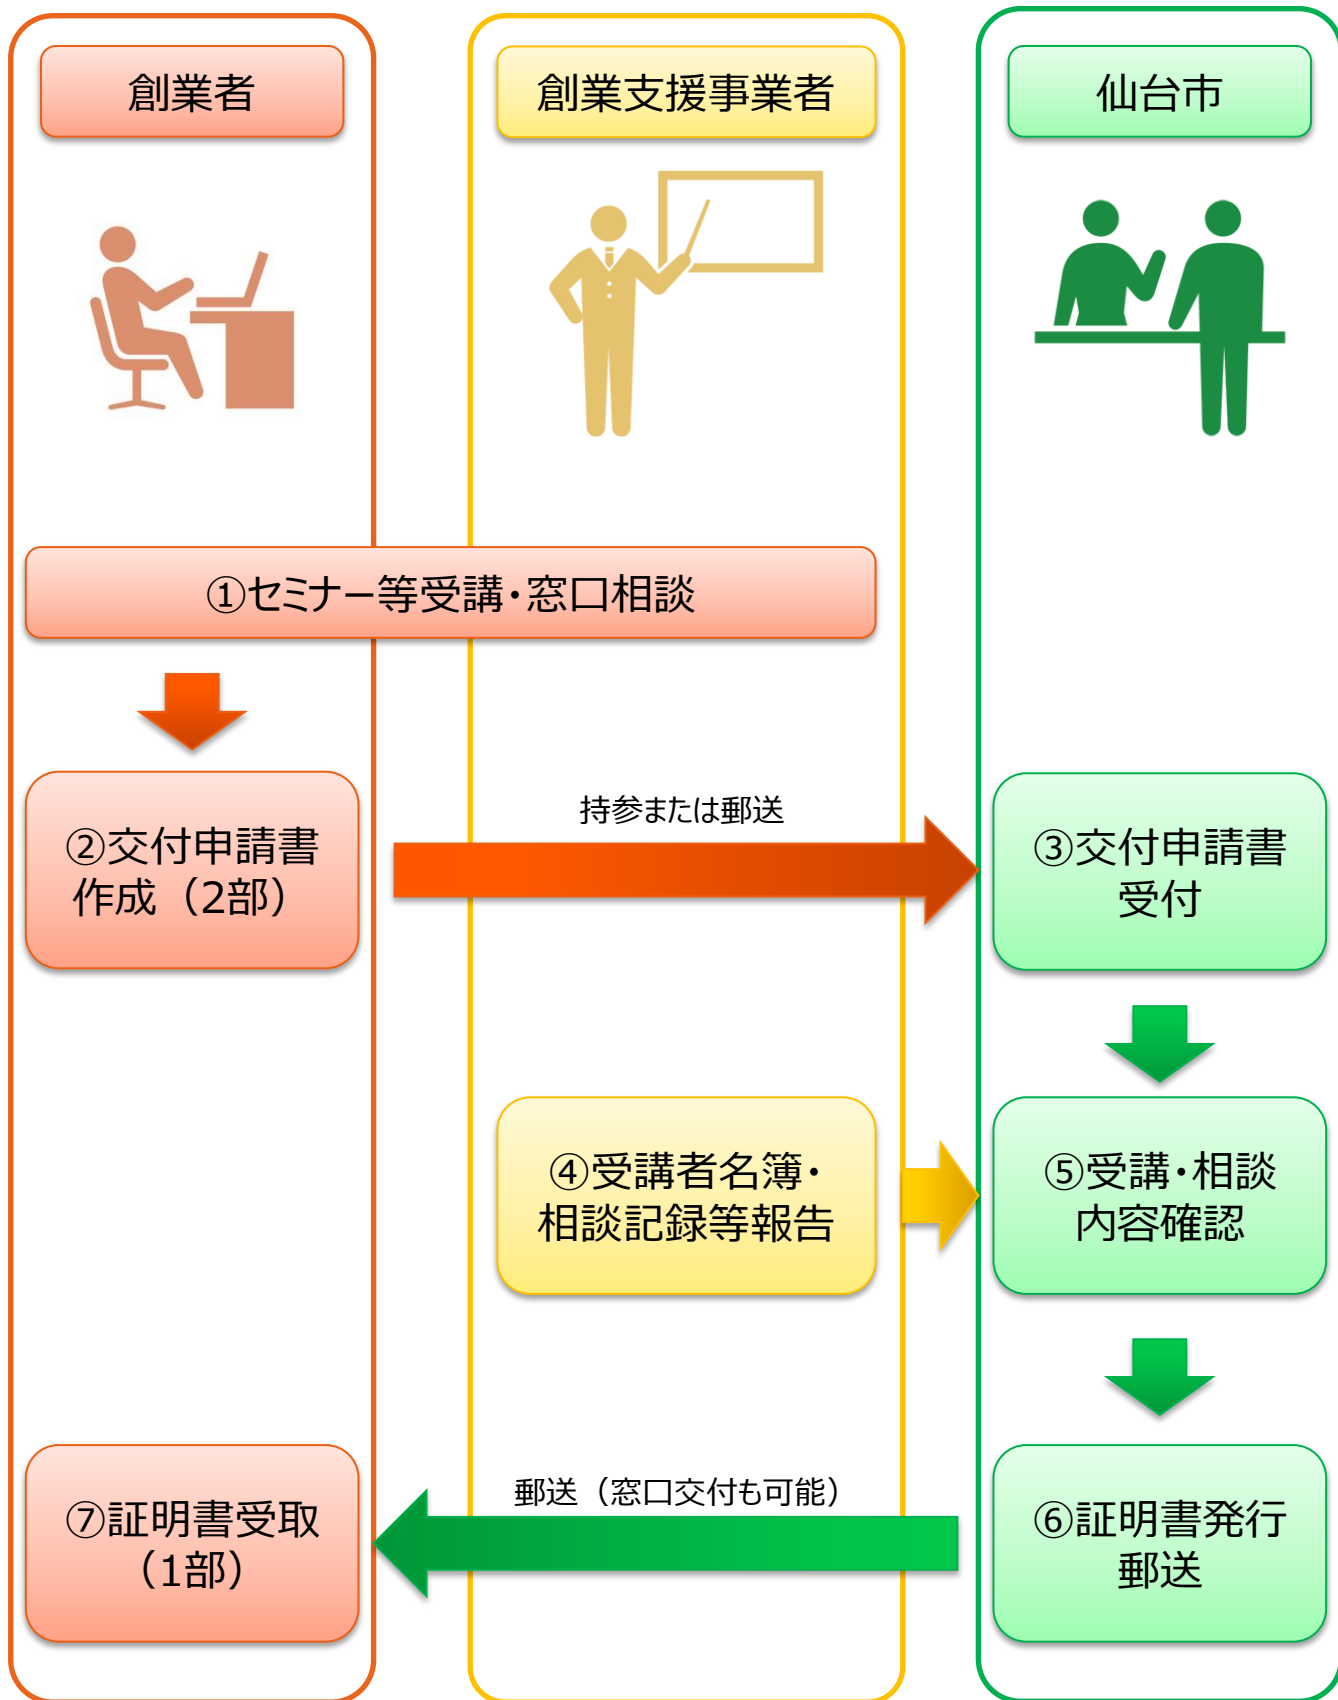 創業者
創業支援事業者
仙台市
①セミナー等受講・窓口相談
②交付申請書
作成（2部）
持参または郵送
③交付申請書
受付
④受講者名簿・
相談記録等報告
⑤受講・相談
内容確認
⑦証明書受取
（1部）
郵送（窓口交付も可能）
⑥証明書発行
郵送